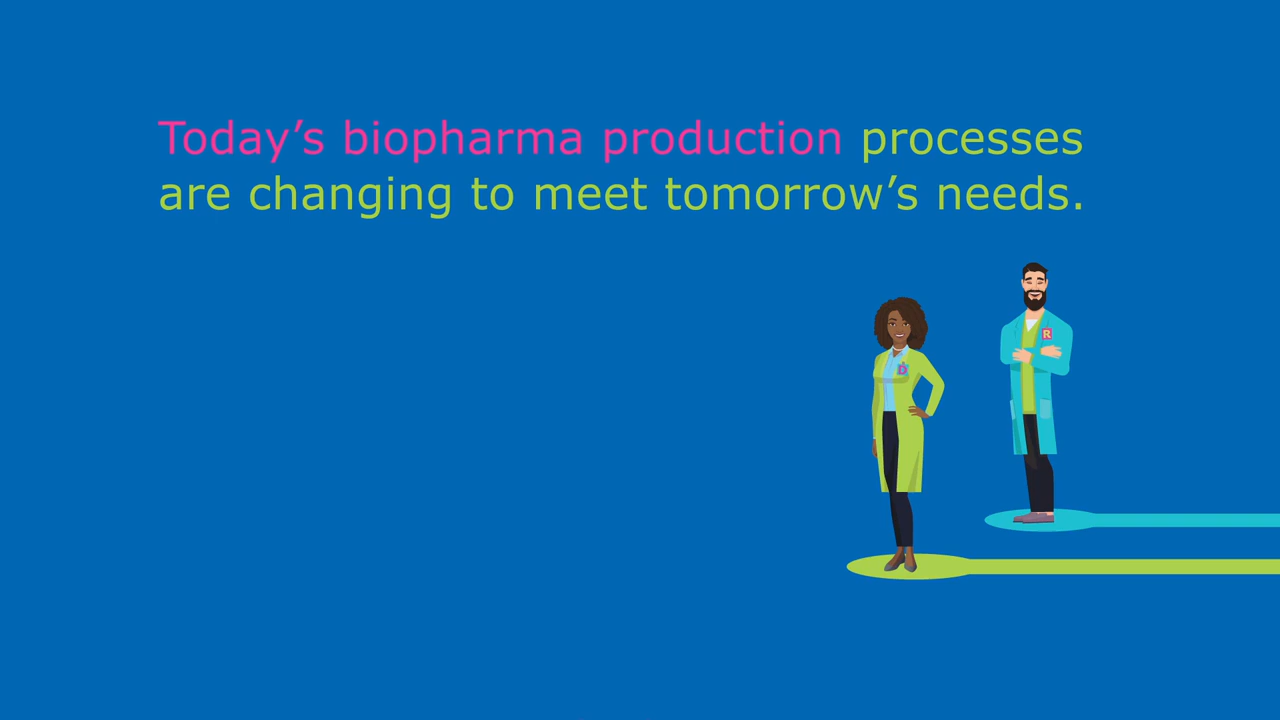 Today’s biopharma production processes
are changing to meet tomorrow’s needs.
R
D